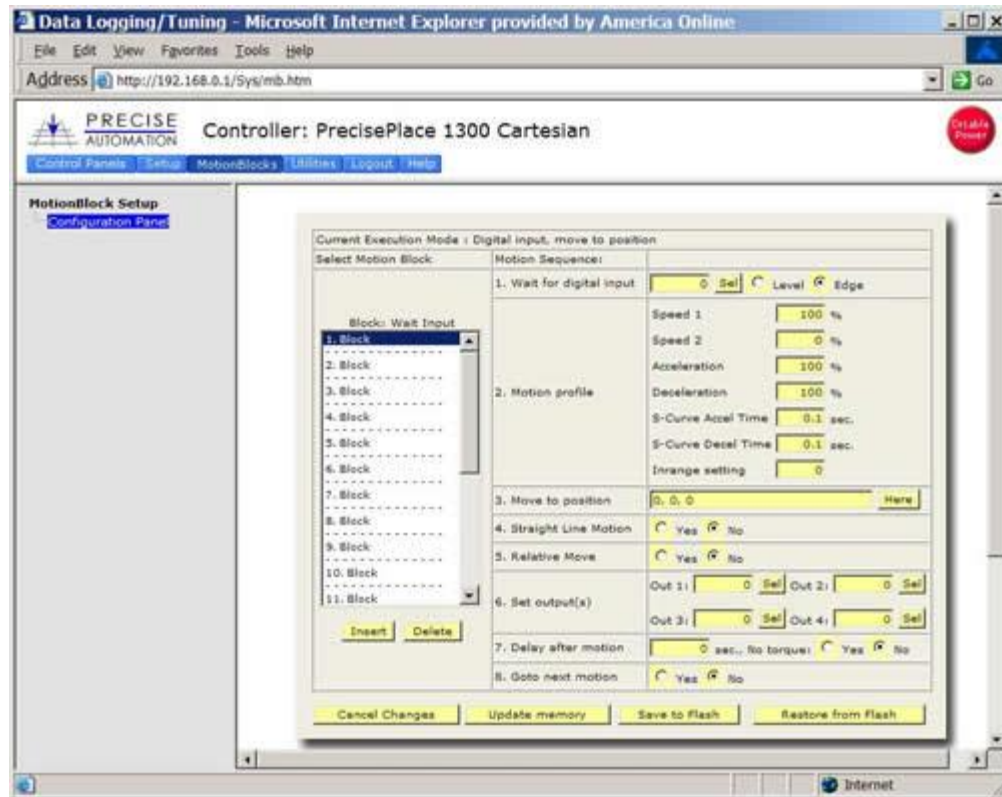 Data Logging/Tuning - Microsoft Internet Explorer provided by America Online
File Edit View Favorites Tools Help
Address http://192.168.0.1/Sys/mb.htm Go
PRECISE
AUTOMATION
Controller: PrecisePlace 1300 Cartesian
Disable
Power
Control Panels Setup MotionBlocks Utilities Logout Help
MotionBlock Setup
Configuration Panel
Current Execution Mode : Digital input, move to position
Select Motion Block Motion Sequence:
Block: Wait Input
1. Block
2. Block
3. Block
4. Block
5. Block
6. Block
7. Block
8. Block
9. Block
10. Block
11. Block
Insert Delete
1. Wait for digital input 0 Sel Level Edge
2. Motion profile
Speed 1 100 %
Speed 2 0 %
Acceleration 100 %
Deceleration 100 %
S-Curve Accel Time 0.1 sec.
S-Curve Decel Time 0.1 sec.
Inrange setting 0
3. Move to position 0, 0, 0 Here
4. Straight Line Motion Yes No
5. Relative Move Yes No
6. Set output(s)
Out 1: 0 Sel Out 2: 0 Sel
Out 3: 0 Sel Out 4: 0 Sel
7. Delay after motion 0 sec., No torque: Yes No
8. Goto next motion Yes No
Cancel Changes Update memory Save to Flash Restore from Flash
Internet